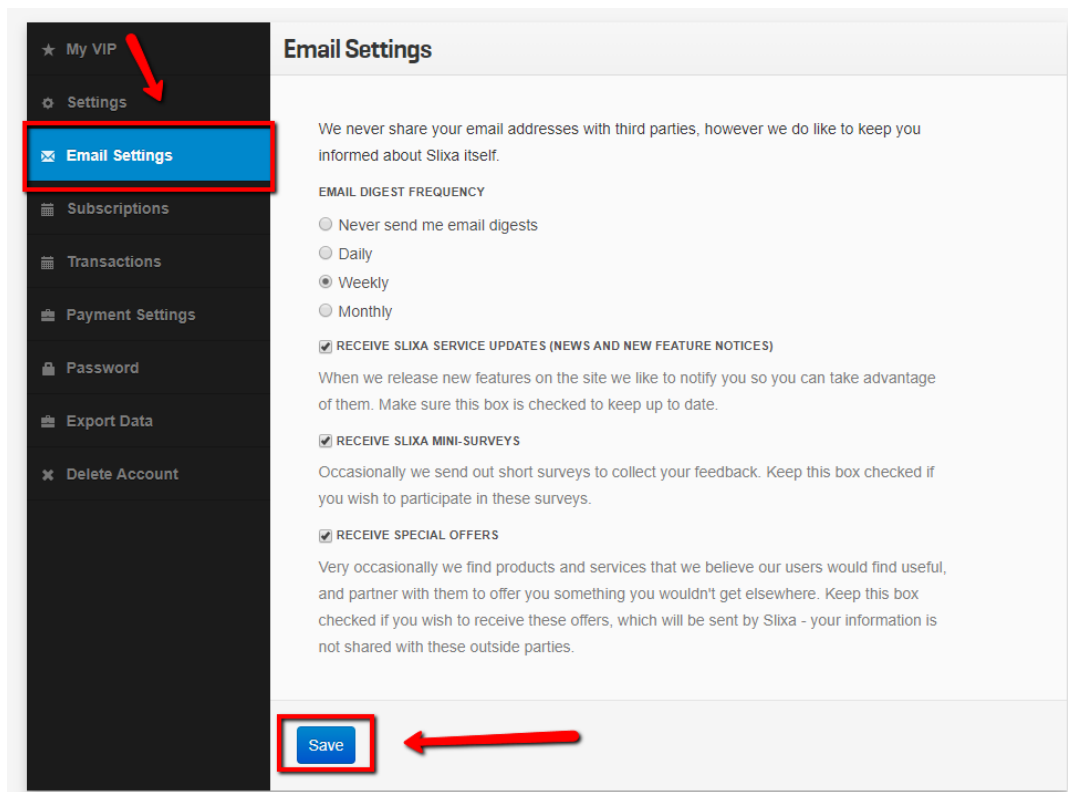 My VIP
Settings
Email Settings
Subscriptions
Transactions
Payment Settings
Password
Export Data
Delete Account
Email Settings
We never share your email addresses with third parties, however we do like to keep you
informed about Slixa itself.
EMAIL DIGEST FREQUENCY
Never send me email digests
Daily
Weekly
Monthly
RECEIVE SLIXA SERVICE UPDATES (NEWS AND NEW FEATURE NOTICES)
When we release new features on the site we like to notify you so you can take advantage
of them. Make sure this box is checked to keep up to date.
RECEIVE SLIXA MINI-SURVEYS
Occasionally we send out short surveys to collect your feedback. Keep this box checked if
you wish to participate in these surveys.
RECEIVE SPECIAL OFFERS
Very occasionally we find products and services that we believe our users would find useful,
and partner with them to offer you something you wouldn't get elsewhere. Keep this box
checked if you wish to receive these offers, which will be sent by Slixa - your information is
not shared with these outside parties.
Save